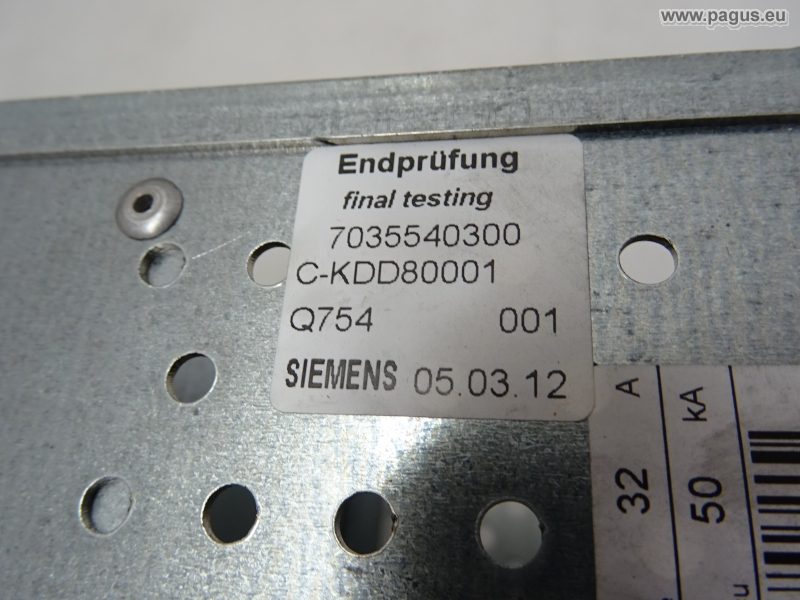 www.pagus.eu
Endprüfung
final testing
7035540300
C-KDD80001
Q754 001
SIEMENS 05.03.12
32 A
50 kA